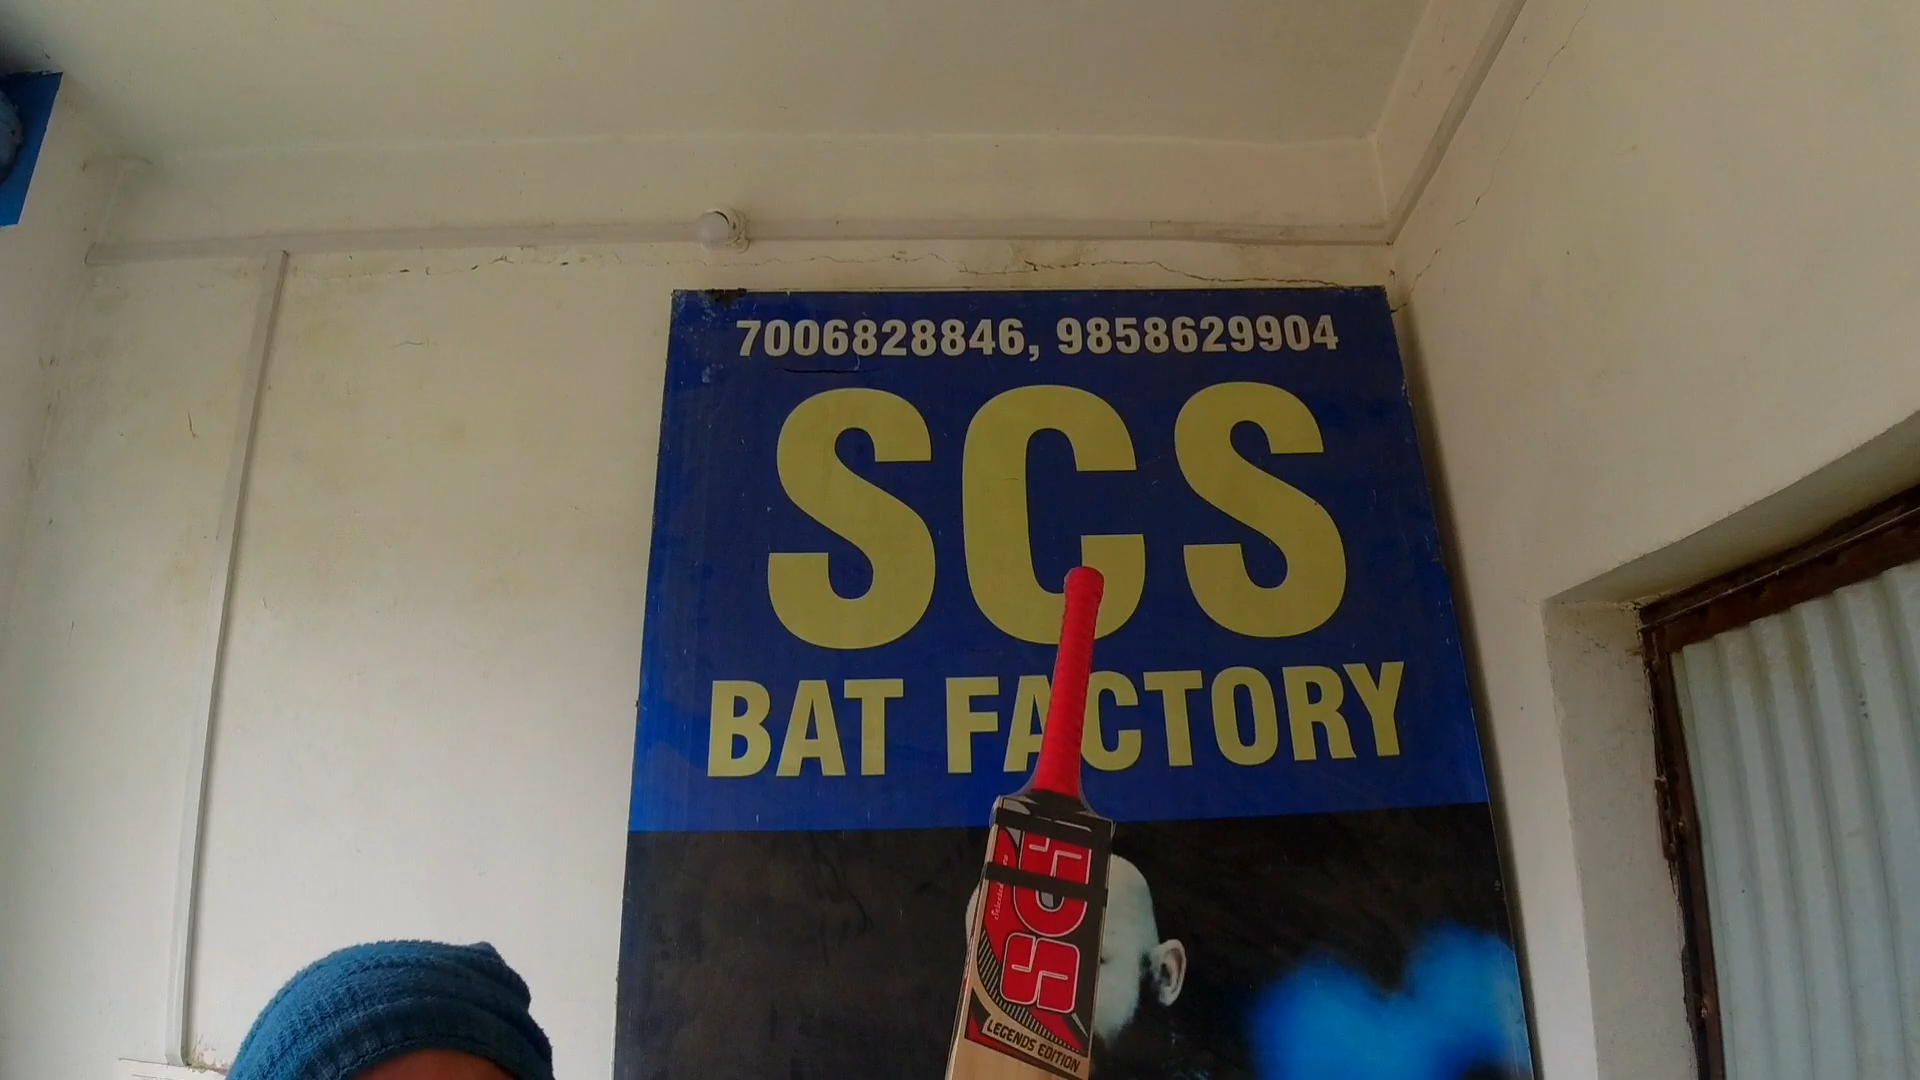 7006828846, 9858629904
SCS
BAT FACTORY
SCS
LEGENDS EDITION